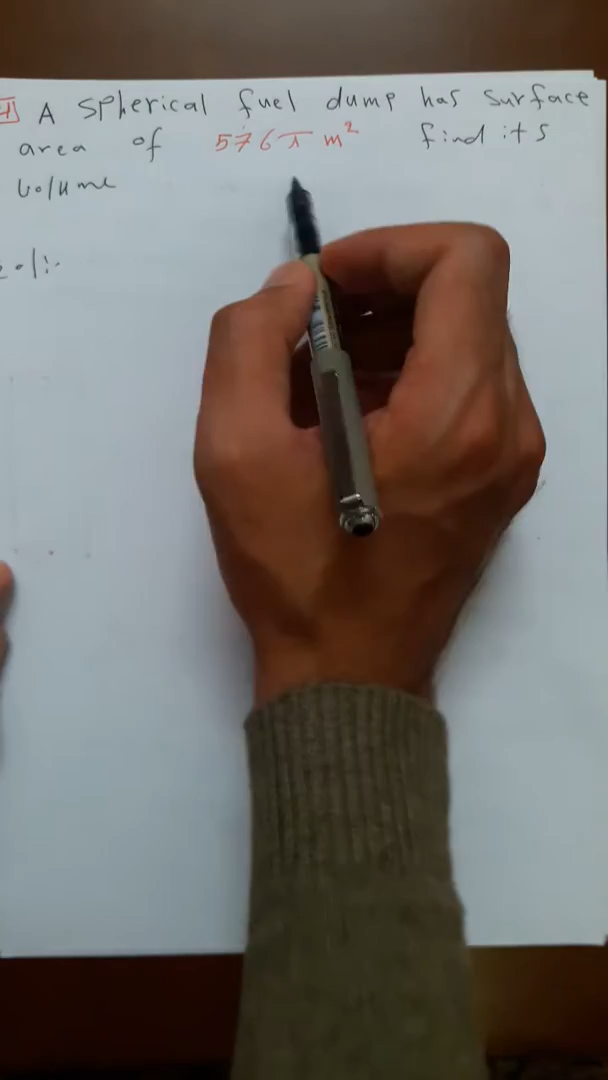 A spherical fuel dump has surface
area of 576π m² find its
volume
sol:-